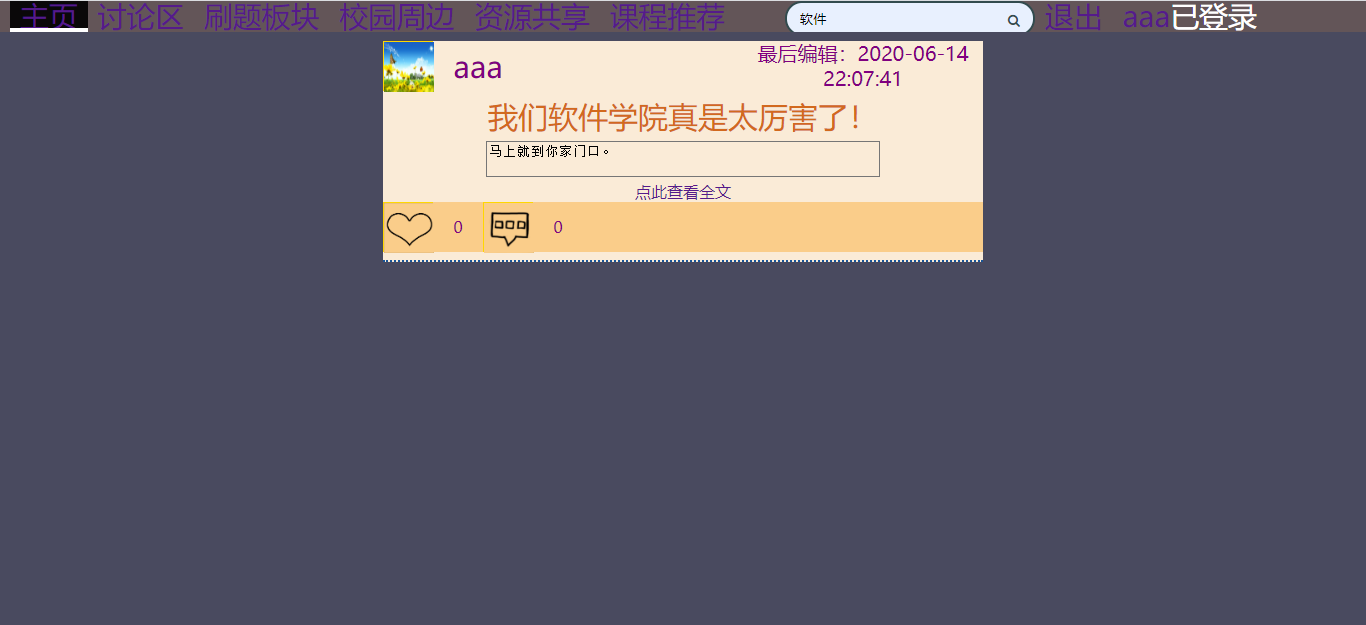 主页 讨论区 刷题板块 校园周边 资源共享 课程推荐 软件 退出 aaa已登录
aaa
最后编辑：2020-06-14
22:07:41
我们软件学院真是太厉害了！
马上就到你家门口。
点此查看全文
0 0